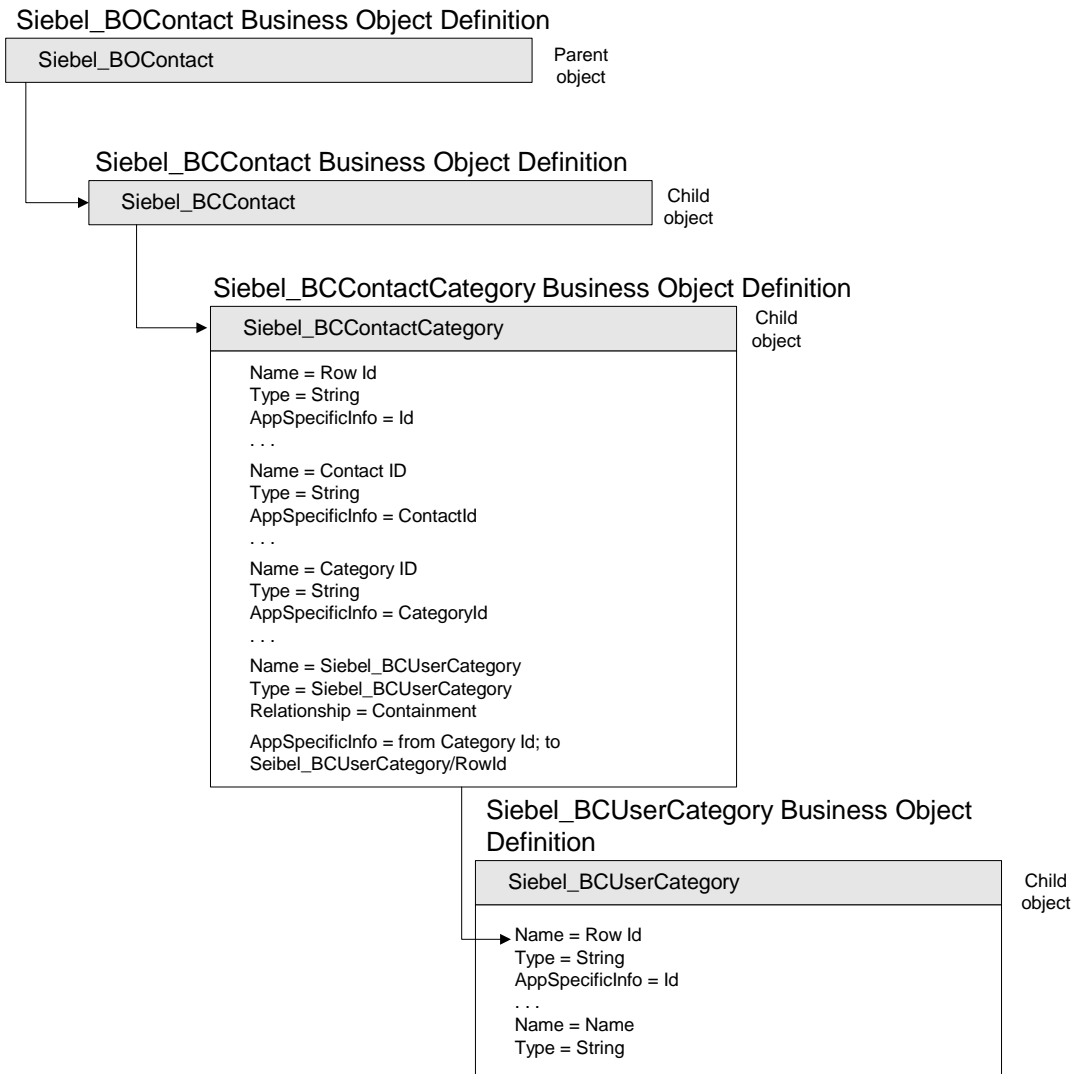 Siebel_BOContact Business Object Definition
Siebel_BOContact
Parent
object
Siebel_BCContact Business Object Definition
Siebel_BCContact
Child
object
Siebel_BCContactCategory Business Object Definition
Siebel_BCContactCategory
Child
object
Name = Row Id
Type = String
AppSpecificInfo = Id
. . .
Name = Contact ID
Type = String
AppSpecificInfo = ContactId
. . .
Name = Category ID
Type = String
AppSpecificInfo = CategoryId
. . .
Name = Siebel_BCUserCategory
Type = Siebel_BCUserCategory
Relationship = Containment
AppSpecificInfo = from Category Id; to
Seibel_BCUserCategory/RowId
Siebel_BCUserCategory Business Object
Definition
Siebel_BCUserCategory
Child
object
Name = Row Id
Type = String
AppSpecificInfo = Id
. . .
Name = Name
Type = String